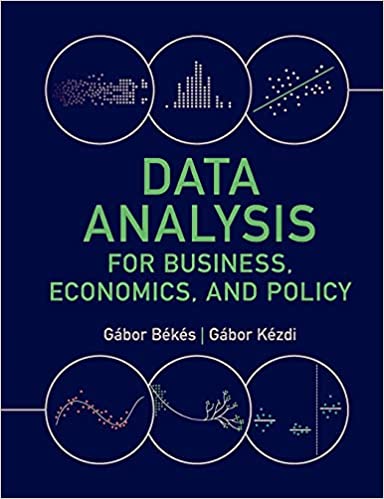 DATA
ANALYSIS
FOR BUSINESS,
ECONOMICS, AND POLICY
Gábor Békés | Gábor Kézdi